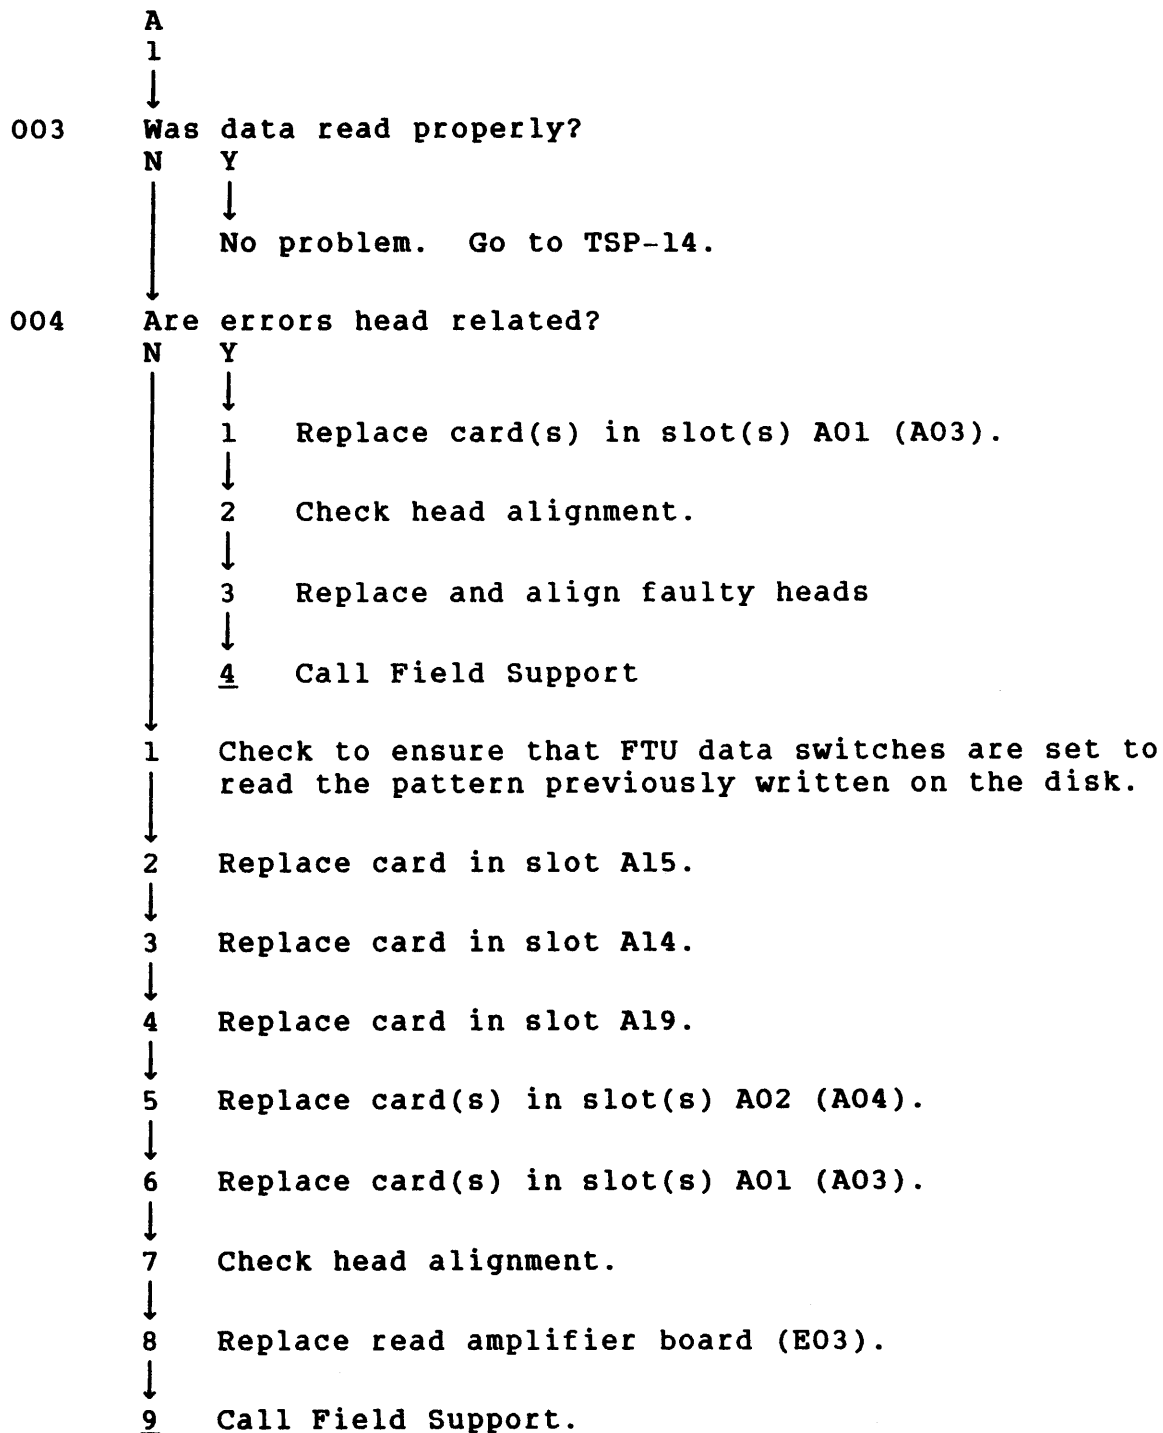 A
1
003 Was data read properly?
N Y
No problem. Go to TSP-14.
004 Are errors head related?
N Y
1 Replace card(s) in slot(s) A01 (A03).
2 Check head alignment.
3 Replace and align faulty heads
4 Call Field Support
1 Check to ensure that FTU data switches are set to
read the pattern previously written on the disk.
2 Replace card in slot A15.
3 Replace card in slot A14.
4 Replace card in slot A19.
5 Replace card(s) in slot(s) A02 (A04).
6 Replace card(s) in slot(s) A01 (A03).
7 Check head alignment.
8 Replace read amplifier board (E03).
9 Call Field Support.